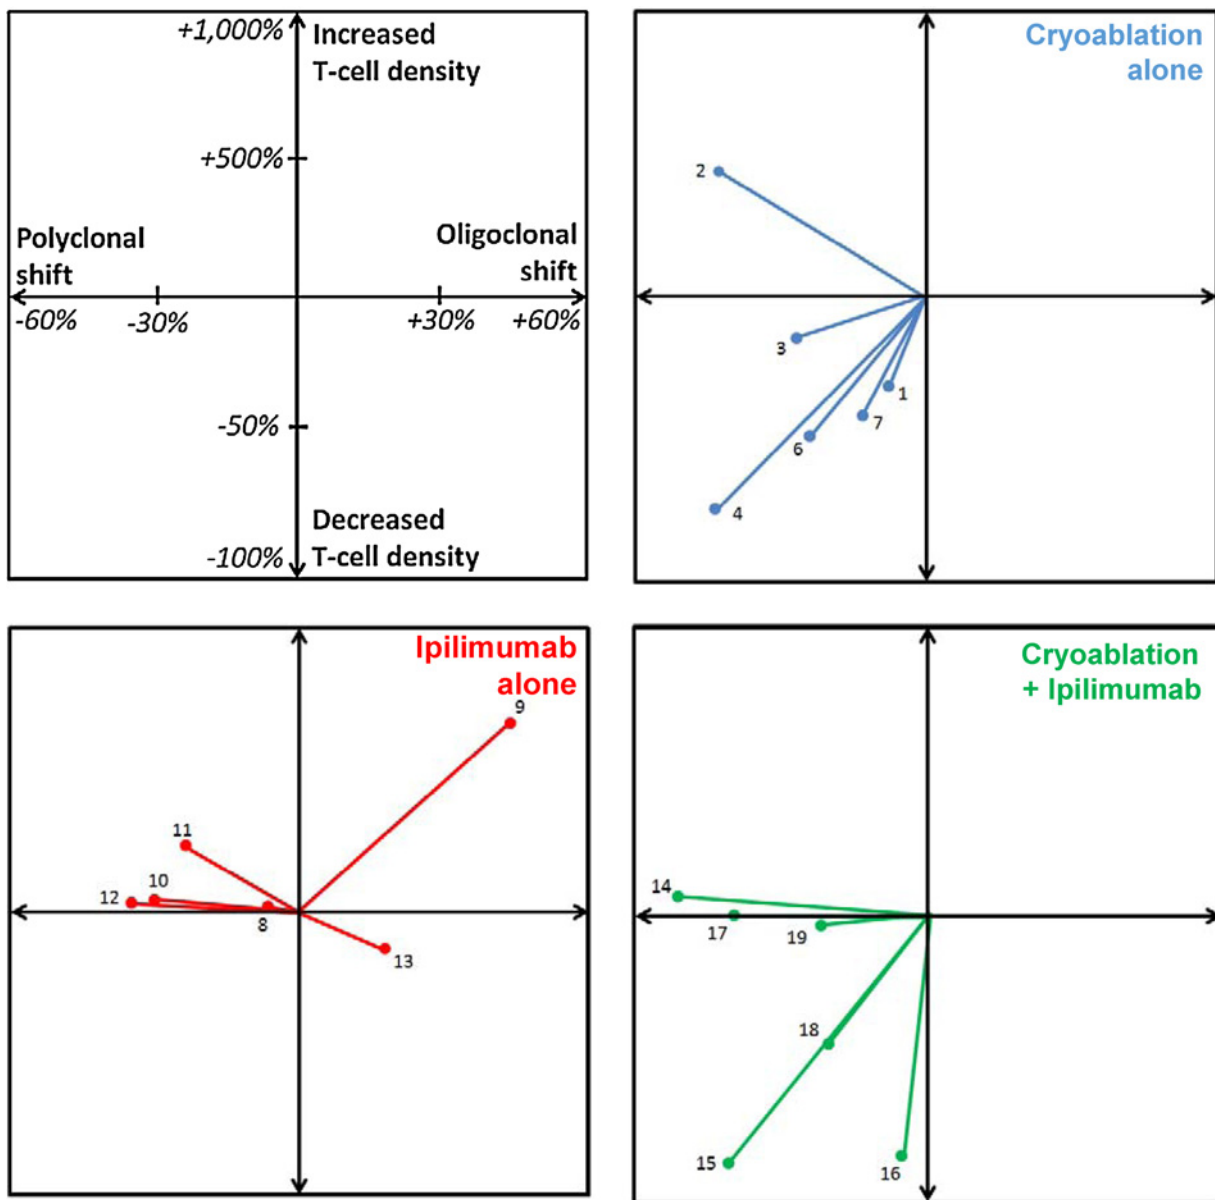 +1,000%
Increased
T-cell density
+500%
Polyclonal
shift
Oligoclonal
shift
-60%
-30%
+30%
+60%
-50%
Decreased
T-cell density
-100%
Cryoablation
alone
2
3
1
7
6
4
Ipilimumab
alone
9
11
10
12
8
13
Cryoablation
+ Ipilimumab
14
17
19
18
15
16